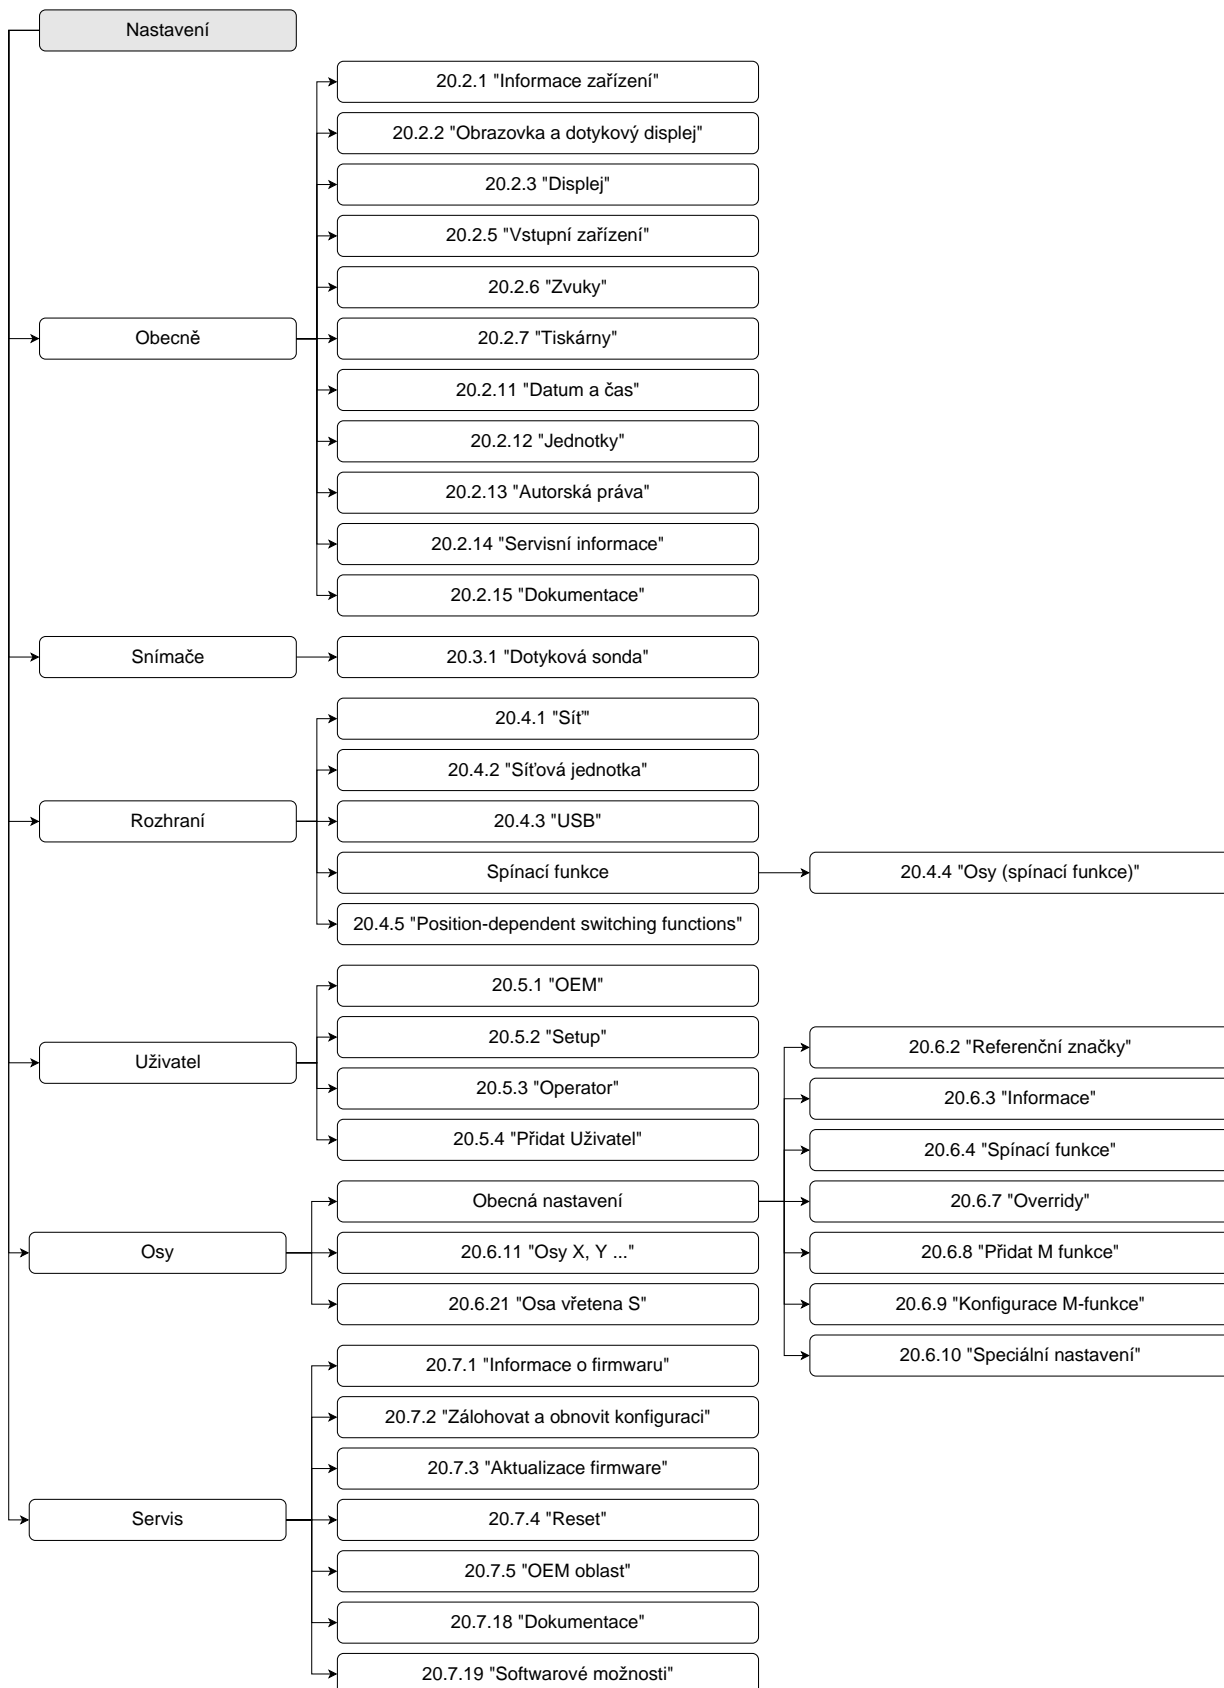 Nastavení
20.2.1 "Informace zařízení"
20.2.2 "Obrazovka a dotykový displej"
20.2.3 "Displej"
20.2.5 "Vstupní zařízení"
20.2.6 "Zvuky"
Obecně
20.2.7 "Tiskárny"
20.2.11 "Datum a čas"
20.2.12 "Jednotky"
20.2.13 "Autorská práva"
20.2.14 "Servisní informace"
20.2.15 "Dokumentace"
Snímače
20.3.1 "Dotyková sonda"
20.4.1 "Síť"
20.4.2 "Síťová jednotka"
Rozhraní
20.4.3 "USB"
Spínací funkce
20.4.4 "Osy (spínací funkce)"
20.4.5 "Position-dependent switching functions"
20.5.1 "OEM"
20.5.2 "Setup"
Uživatel
20.5.3 "Operator"
20.5.4 "Přidat Uživatel"
20.6.2 "Referenční značky"
20.6.3 "Informace"
20.6.4 "Spínací funkce"
Obecná nastavení
20.6.7 "Overridy"
Osy
20.6.11 "Osy X, Y ..."
20.6.8 "Přidat M funkce"
20.6.21 "Osa vřetena S"
20.6.9 "Konfigurace M-funkce"
20.6.10 "Speciální nastavení"
20.7.1 "Informace o firmwaru"
20.7.2 "Zálohovat a obnovit konfiguraci"
20.7.3 "Aktualizace firmware"
Servis
20.7.4 "Reset"
20.7.5 "OEM oblast"
20.7.18 "Dokumentace"
20.7.19 "Softwarové možnosti"